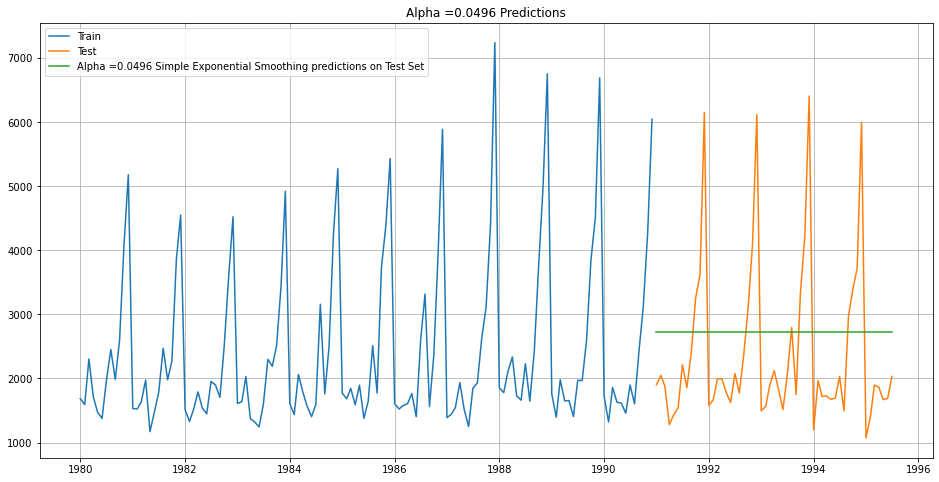 Alpha =0.0496 Predictions
Train
Test
Alpha =0.0496 Simple Exponential Smoothing predictions on Test Set
7000
6000
5000
4000
3000
2000
1000
1980 1982 1984 1986 1988 1990 1992 1994 1996